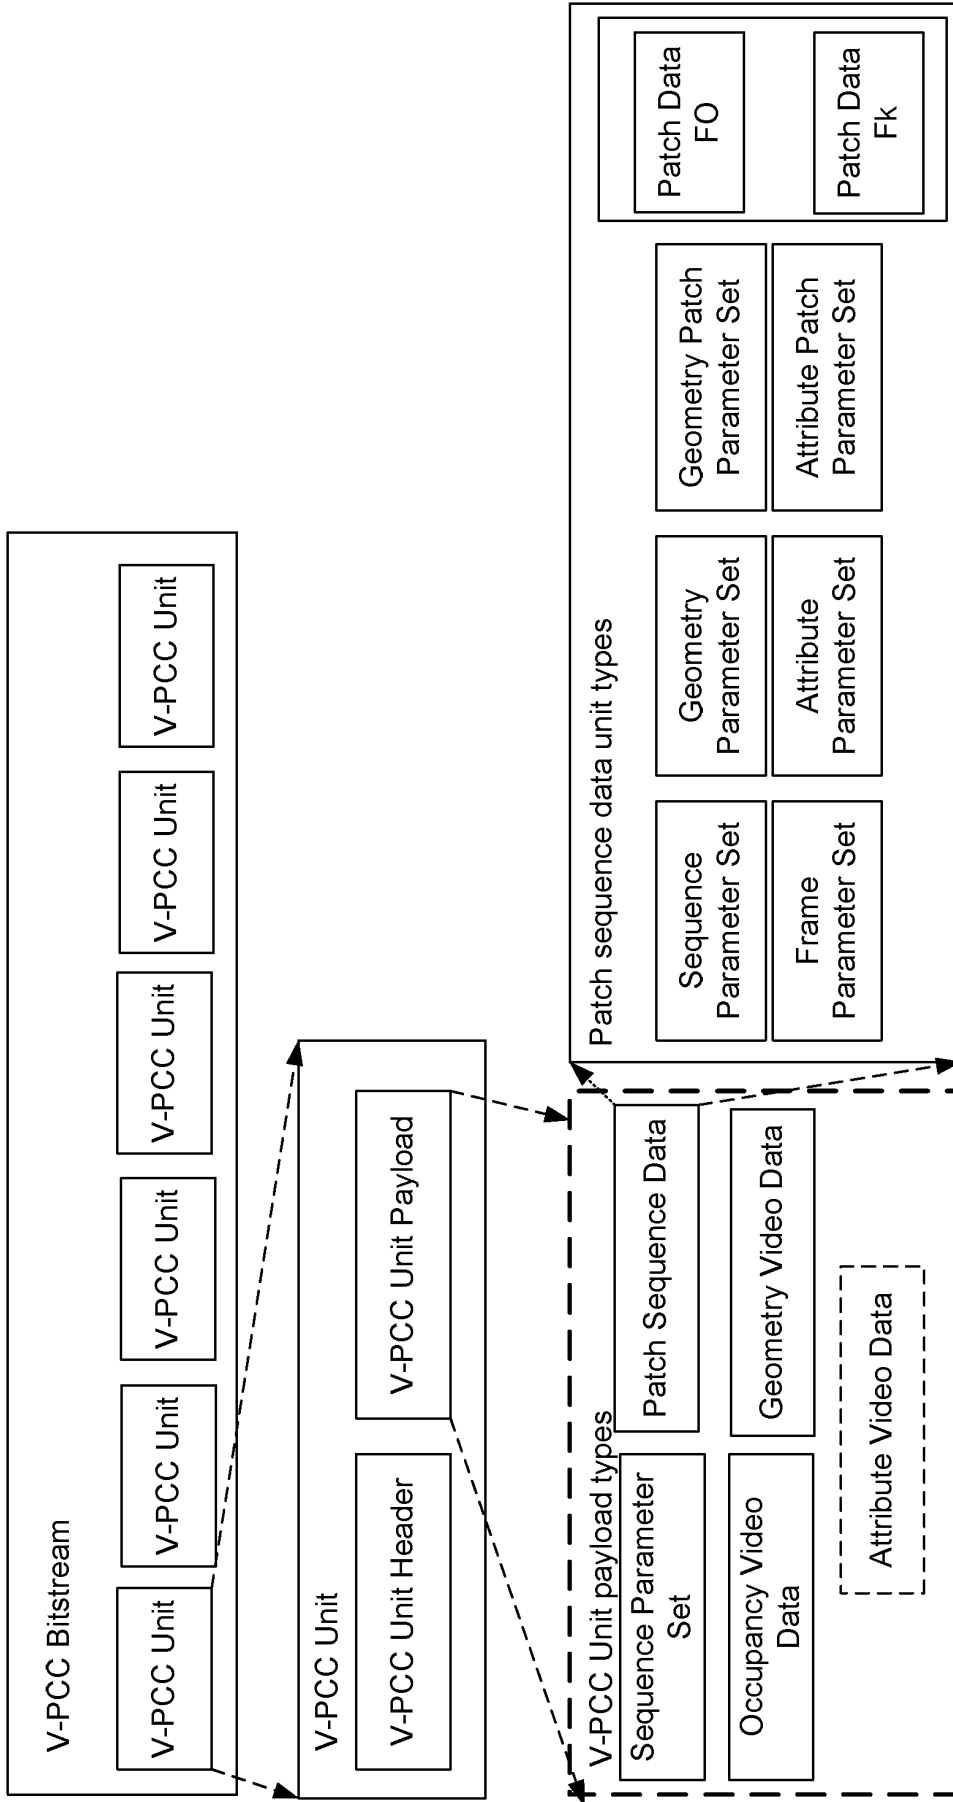 V-PCC Bitstream
V-PCC Unit
V-PCC Unit
V-PCC Unit
V-PCC Unit
V-PCC Unit
V-PCC Unit
V-PCC Unit
V-PCC Unit Header
V-PCC Unit Payload
V-PCC Unit payload types
Sequence Parameter
Set
Patch Sequence Data
Occupancy Video
Data
Geometry Video Data
Attribute Video Data
Patch sequence data unit types
Sequence
Parameter Set
Geometry
Parameter Set
Geometry Patch
Parameter Set
Frame
Parameter Set
Attribute
Parameter Set
Attribute Patch
Parameter Set
Patch Data
FO
Patch Data
Fk